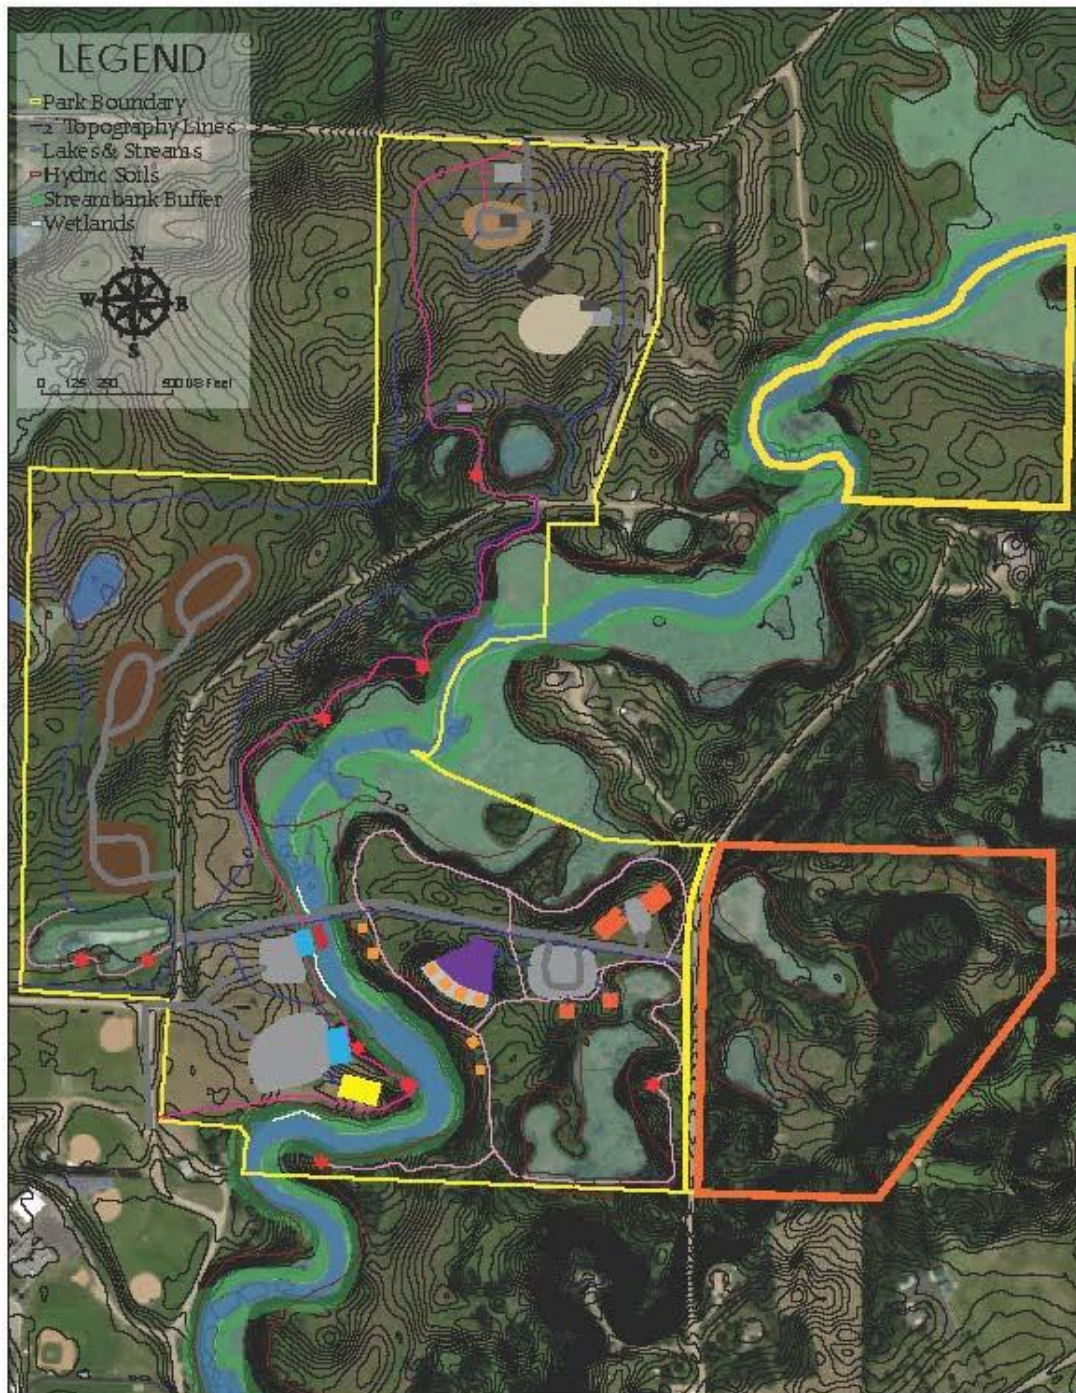 LEGEND
Park Boundary
2' Topography Lines
Lakes & Streams
Hydric Soils
Streambank Buffer
Wetlands
N
W E
S
0 125 250 500 US Feet